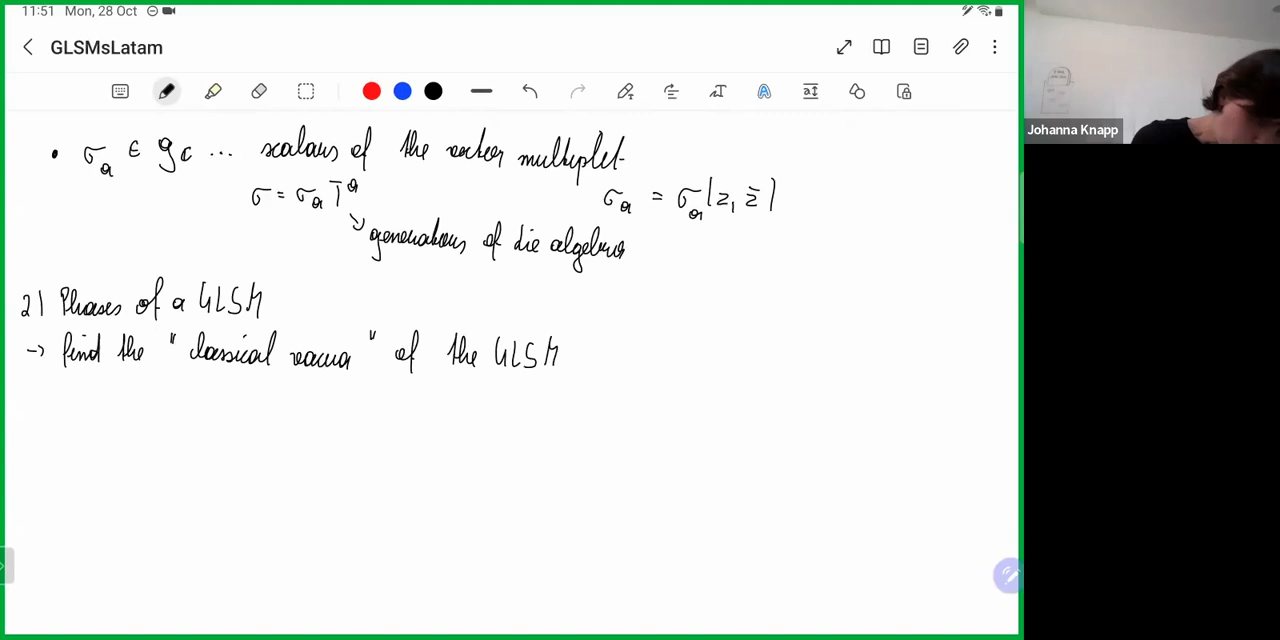 11:51 Mon, 28 Oct
GLSMsLatam
• σ_a ∈ g_C ... scalars of the vector multiplet
σ = σ_a T^a    σ_a = σ_a(z, z̄)
↘ generators of Lie algebra
2) Phases of a GLSM
→ find the "classical vacua" of the GLSM
Johanna Knapp